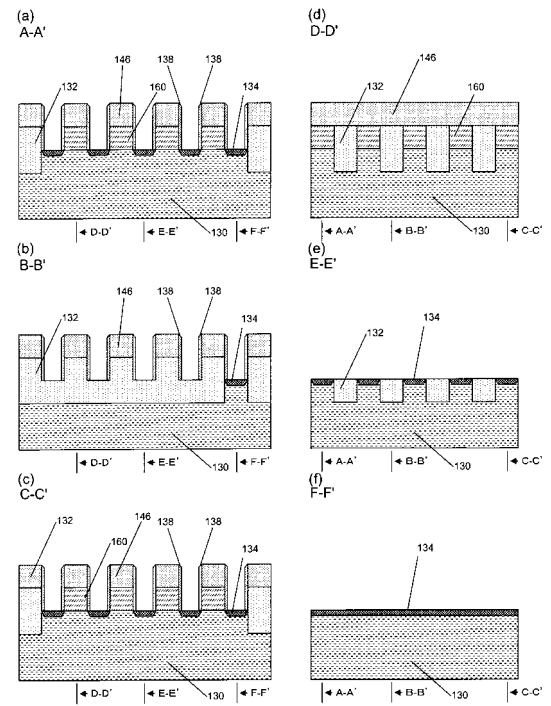 (a)
A-A'
146
138
138
132
160
134
130
D-D'
E-E'
F-F'
(b)
B-B'
146
138
138
132
134
130
D-D'
E-E'
F-F'
(c)
C-C'
132
146
138
138
160
134
130
D-D'
E-E'
F-F'
(d)
D-D'
146
132
160
130
A-A'
B-B'
C-C'
(e)
E-E'
132
134
130
A-A'
B-B'
C-C'
(f)
F-F'
134
130
A-A'
B-B'
C-C'